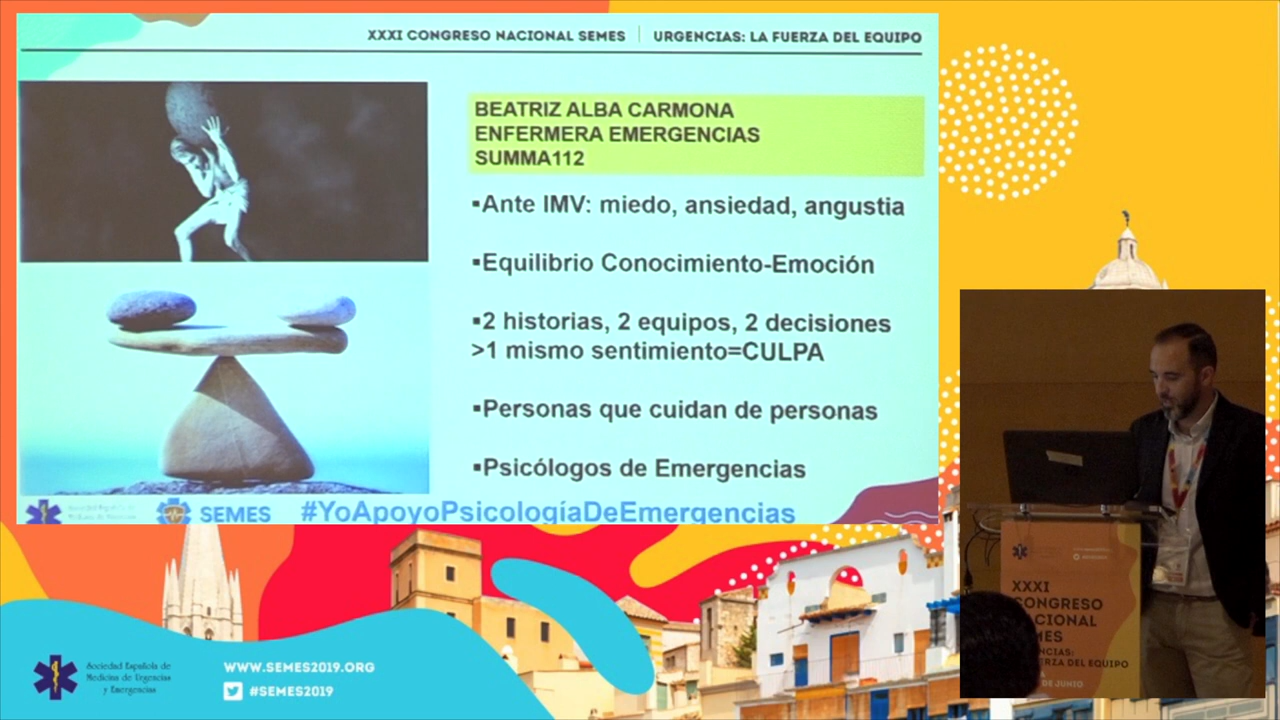 XXXI CONGRESO NACIONAL SEMES
URGENCIAS: LA FUERZA DEL EQUIPO
BEATRIZ ALBA CARMONA
ENFERMERA EMERGENCIAS
SUMMA112
▪Ante IMV: miedo, ansiedad, angustia
▪Equilibrio Conocimiento-Emoción
▪2 historias, 2 equipos, 2 decisiones
>1 mismo sentimiento=CULPA
▪Personas que cuidan de personas
▪Psicólogos de Emergencias
SEMES
#YoApoyoPsicologíaDeEmergencias
XXXI
CONGRESO
NACIONAL
SEMES
DE JUNIO
Sociedad Española de
Medicina de Urgencias
y Emergencias
WWW.SEMES2019.ORG
#SEMES2019